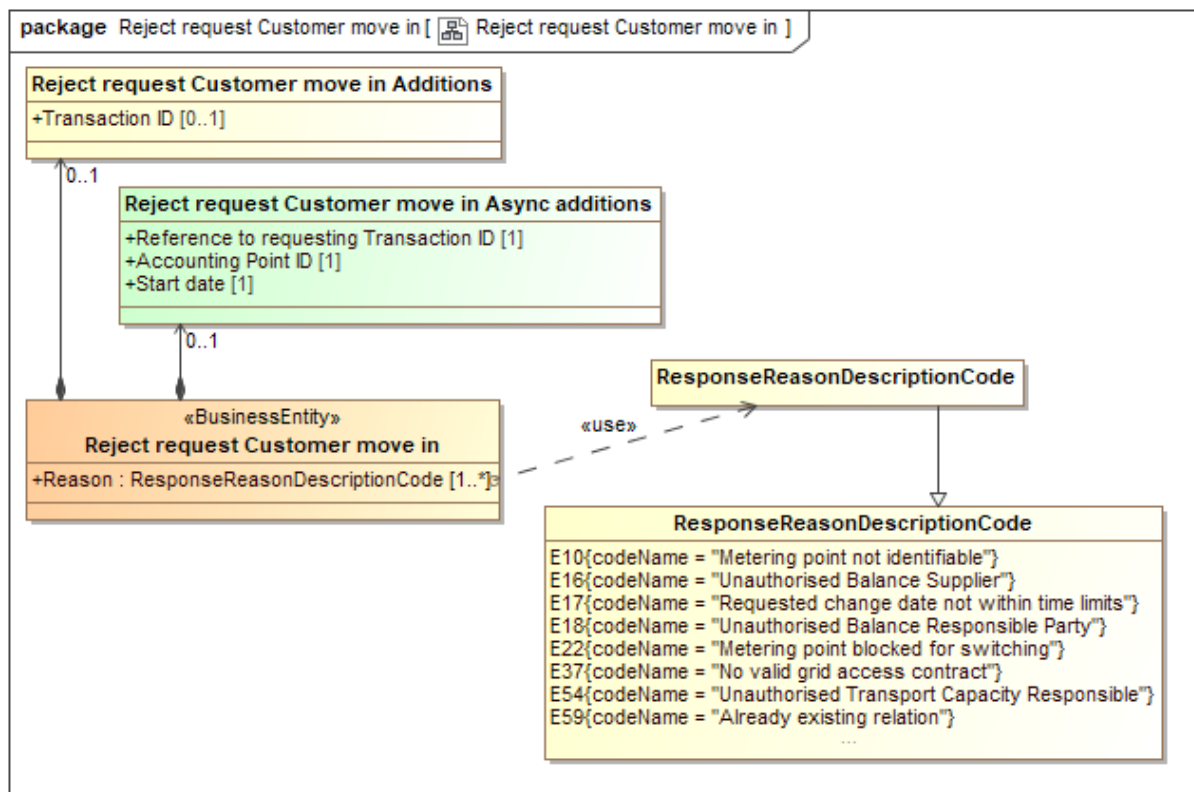 package Reject request Customer move in [ Reject request Customer move in ]
Reject request Customer move in Additions
+Transaction ID [0..1]
0..1
Reject request Customer move in Async additions
+Reference to requesting Transaction ID [1]
+Accounting Point ID [1]
+Start date [1]
0..1
ResponseReasonDescriptionCode
«use»
«BusinessEntity»
Reject request Customer move in
+Reason : ResponseReasonDescriptionCode [1..*]
ResponseReasonDescriptionCode
E10{codeName = "Metering point not identifiable"}
E16{codeName = "Unauthorised Balance Supplier"}
E17{codeName = "Requested change date not within time limits"}
E18{codeName = "Unauthorised Balance Responsible Party"}
E22{codeName = "Metering point blocked for switching"}
E37{codeName = "No valid grid access contract"}
E54{codeName = "Unauthorised Transport Capacity Responsible"}
E59{codeName = "Already existing relation"}
...